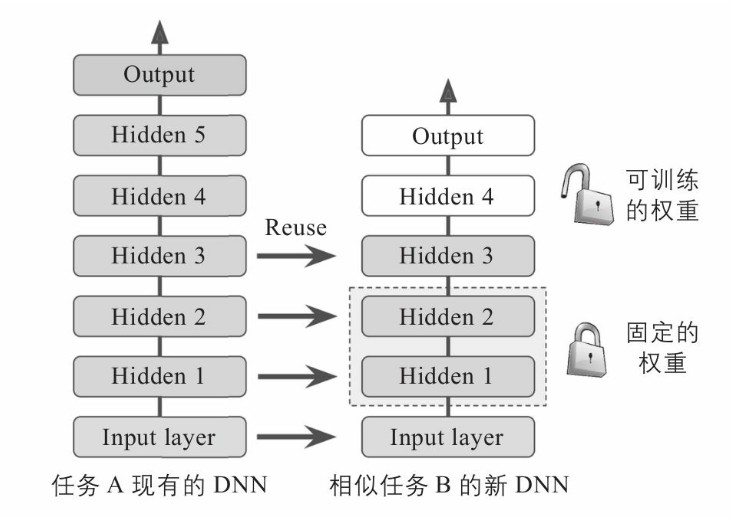 Output
Hidden 5
Hidden 4
Hidden 3
Hidden 2
Hidden 1
Input layer
任务 A 现有的 DNN
Reuse
Output
Hidden 4
Hidden 3
Hidden 2
Hidden 1
Input layer
相似任务 B 的新 DNN
可训练
的权重
固定的
权重